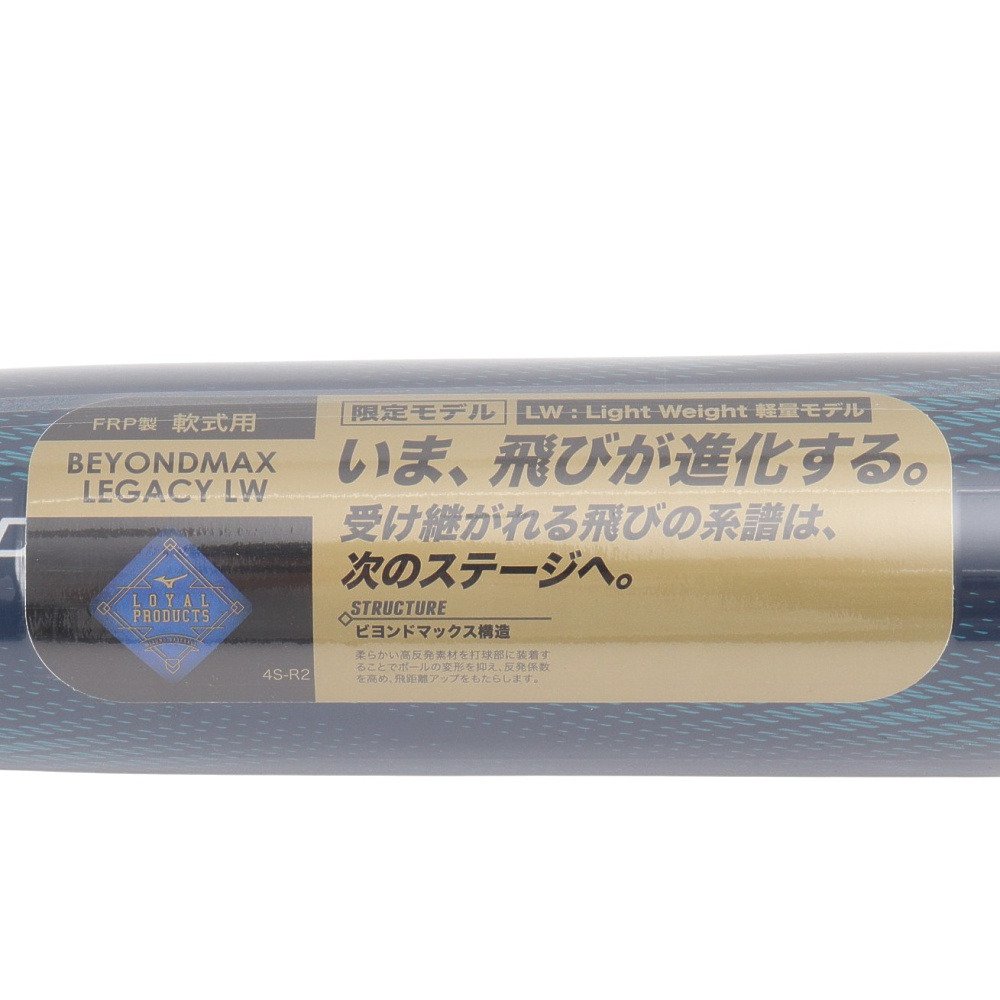 FRP製 軟式用
BEYONDMAX
LEGACY LW
LOYAL
PRODUCTS
4S-R2
限定モデル
LW : Light Weight 軽量モデル
いま、飛びが進化する。
受け継がれる飛びの系譜は、
次のステージへ。
STRUCTURE
ビヨンドマックス構造
柔らかい高反発素材を打球部に装着す
ることでボールの変形を抑え、反発係数
を高め、飛距離アップをもたらします。